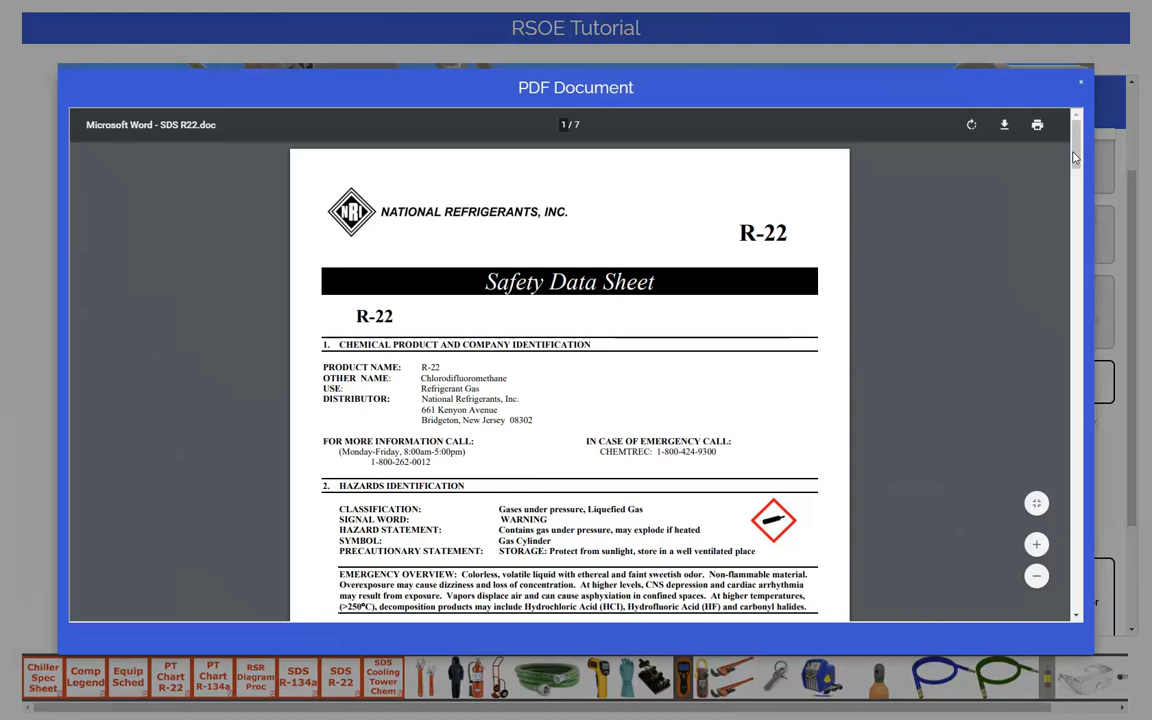 RSOE Tutorial
PDF Document
×
Microsoft Word - SDS R22.doc
1 / 7
NRI NATIONAL REFRIGERANTS, INC.
R-22
Safety Data Sheet
R-22
1. CHEMICAL PRODUCT AND COMPANY IDENTIFICATION
PRODUCT NAME: R-22
OTHER NAME: Chlorodifluoromethane
USE: Refrigerant Gas
DISTRIBUTOR: National Refrigerants, Inc.
661 Kenyon Avenue
Bridgeton, New Jersey 08302
FOR MORE INFORMATION CALL: IN CASE OF EMERGENCY CALL:
(Monday-Friday, 8:00am-5:00pm) CHEMTREC: 1-800-424-9300
1-800-262-0012
2. HAZARDS IDENTIFICATION
CLASSIFICATION: Gases under pressure, Liquefied Gas
SIGNAL WORD: WARNING
HAZARD STATEMENT: Contains gas under pressure, may explode if heated
SYMBOL: Gas Cylinder
PRECAUTIONARY STATEMENT: STORAGE: Protect from sunlight, store in a well ventilated place
EMERGENCY OVERVIEW: Colorless, volatile liquid with ethereal and faint sweetish odor. Non-flammable material.
Overexposure may cause dizziness and loss of concentration. At higher levels, CNS depression and cardiac arrhythmia
may result from exposure. Vapors displace air and can cause asphyxiation in confined spaces. At higher temperatures,
(>250°C), decomposition products may include Hydrochloric Acid (HCl), Hydrofluoric Acid (HF) and carbonyl halides.
Chiller
Spec
Sheet
Comp
Legend
Equip
Sched
PT
Chart
R-22
PT
Chart
R-134a
RSR
Diagram
Proc
SDS
R-134a
SDS
R-22
SDS
Cooling
Tower
Chem